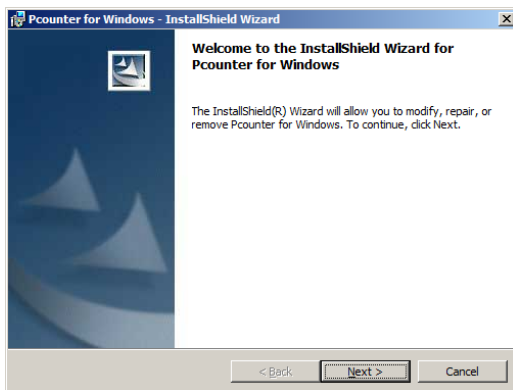 Pcounter for Windows - InstallShield Wizard
Welcome to the InstallShield Wizard for
Pcounter for Windows
The InstallShield(R) Wizard will allow you to modify, repair, or
remove Pcounter for Windows. To continue, click Next.
< Back
Next >
Cancel